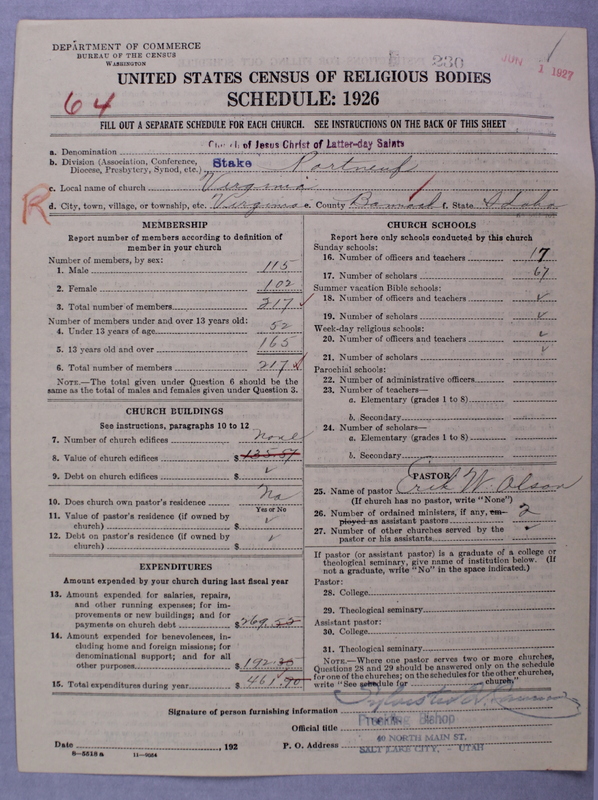 DEPARTMENT OF COMMERCE
BUREAU OF THE CENSUS
WASHINGTON
230
JUN 1 1927
UNITED STATES CENSUS OF RELIGIOUS BODIES
64
SCHEDULE: 1926
FILL OUT A SEPARATE SCHEDULE FOR EACH CHURCH. SEE INSTRUCTIONS ON THE BACK OF THIS SHEET
a. Denomination Church of Jesus Christ of Latter-day Saints
b. Division (Association, Conference, Diocese, Presbytery, Synod, etc.) Stake Portneuf
c. Local name of church Virginia
R
d. City, town, village, or township, etc. Virginia e. County Bannock f. State Idaho
MEMBERSHIP
Report number of members according to definition of
member in your church
Number of members, by sex:
1. Male 115
2. Female 102
3. Total number of members 217
Number of members under and over 13 years old:
4. Under 13 years of age 52
5. 13 years old and over 165
6. Total number of members 217
NOTE.—The total given under Question 6 should be
same as the total of males and females given under Question 3.
CHURCH BUILDINGS
See instructions, paragraphs 10 to 12
7. Number of church edifices none
8. Value of church edifices $
9. Debt on church edifices $
10. Does church own pastor's residence No
Yes or No
11. Value of pastor's residence (if owned by
church) $
12. Debt on pastor's residence (if owned by
church) $
EXPENDITURES
Amount expended by your church during last fiscal year
13. Amount expended for salaries, repairs,
and other running expenses; for im-
provements or new buildings; and for
payments on church debt $269.52
14. Amount expended for benevolences, in-
cluding home and foreign missions; for
denominational support; and for all
other purposes $192
15. Total expenditures during year $461
CHURCH SCHOOLS
Report here only schools conducted by this church
Sunday schools:
16. Number of officers and teachers 17
17. Number of scholars 67
Summer vacation Bible schools:
18. Number of officers and teachers
19. Number of scholars
Week-day religious schools:
20. Number of officers and teachers
21. Number of scholars
Parochial schools:
22. Number of administrative officers
23. Number of teachers—
a. Elementary (grades 1 to 8)
b. Secondary
24. Number of scholars—
a. Elementary (grades 1 to 8)
b. Secondary
PASTOR
25. Name of pastor Erik W. Olson
(If church has no pastor, write "None")
26. Number of ordained ministers, if any, em-
ployed as assistant pastors 2
27. Number of other churches served by the
pastor or his assistants
If pastor (or assistant pastor) is a graduate of a college or
theological seminary, give name of institution below. (If
not a graduate, write "No" in the space indicated.)
Pastor:
28. College
29. Theological seminary
Assistant pastor:
30. College
31. Theological seminary
NOTE.—Where one pastor serves two or more churches,
Questions 28 and 29 should be answered only on the schedule
for one of the churches; on the schedules for the other churches,
write "See schedule for church"
Signature of person furnishing information
Official title Presiding Bishop
Date , 192 P. O. Address 40 NORTH MAIN ST.
SALT LAKE CITY, - UTAH
8—5518 a 11—9054